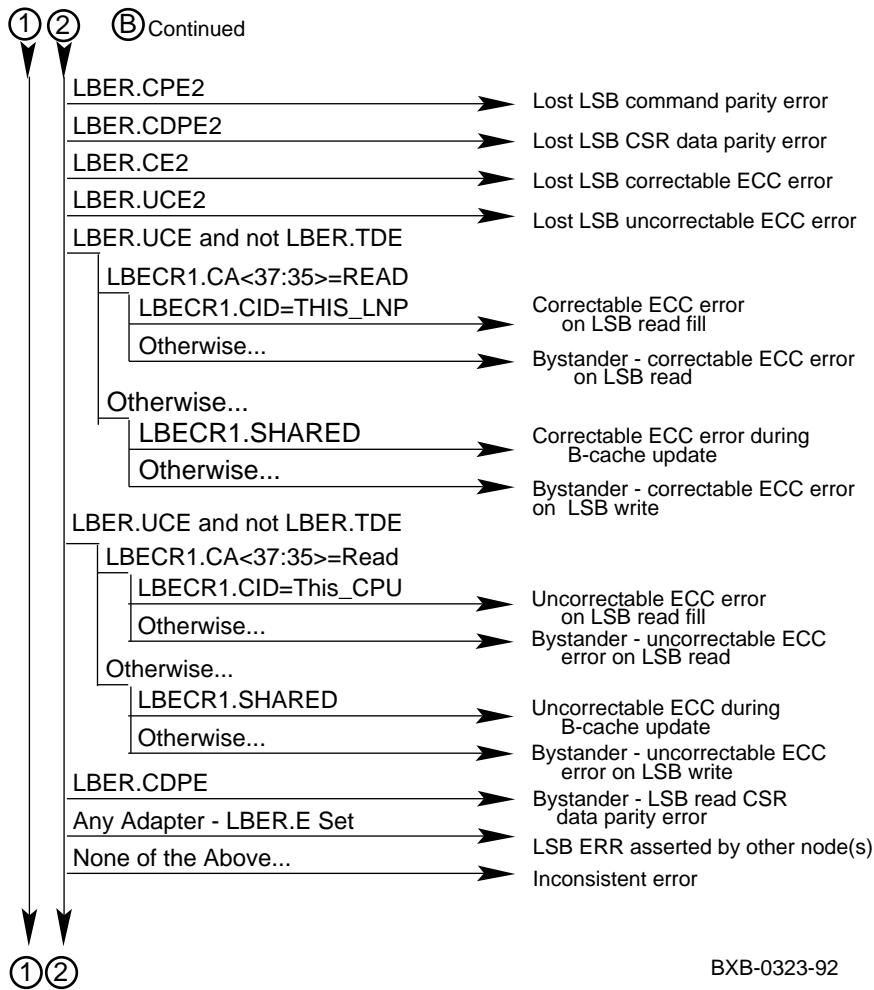 1 2 B Continued
LBER.CPE2
Lost LSB command parity error
LBER.CDPE2
Lost LSB CSR data parity error
LBER.CE2
Lost LSB correctable ECC error
LBER.UCE2
Lost LSB uncorrectable ECC error
LBER.UCE and not LBER.TDE
LBECR1.CA<37:35>=READ
LBECR1.CID=THIS_LNP
Correctable ECC error
on LSB read fill
Otherwise...
Bystander - correctable ECC error
on LSB read
Otherwise...
LBECR1.SHARED
Correctable ECC error during
B-cache update
Otherwise...
Bystander - correctable ECC error
on LSB write
LBER.UCE and not LBER.TDE
LBECR1.CA<37:35>=Read
LBECR1.CID=This_CPU
Uncorrectable ECC error
on LSB read fill
Otherwise...
Bystander - uncorrectable ECC
error on LSB read
Otherwise...
LBECR1.SHARED
Uncorrectable ECC during
B-cache update
Otherwise...
Bystander - uncorrectable ECC
error on LSB write
LBER.CDPE
Bystander - LSB read CSR
data parity error
Any Adapter - LBER.E Set
LSB ERR asserted by other node(s)
None of the Above...
Inconsistent error
1 2
BXB-0323-92